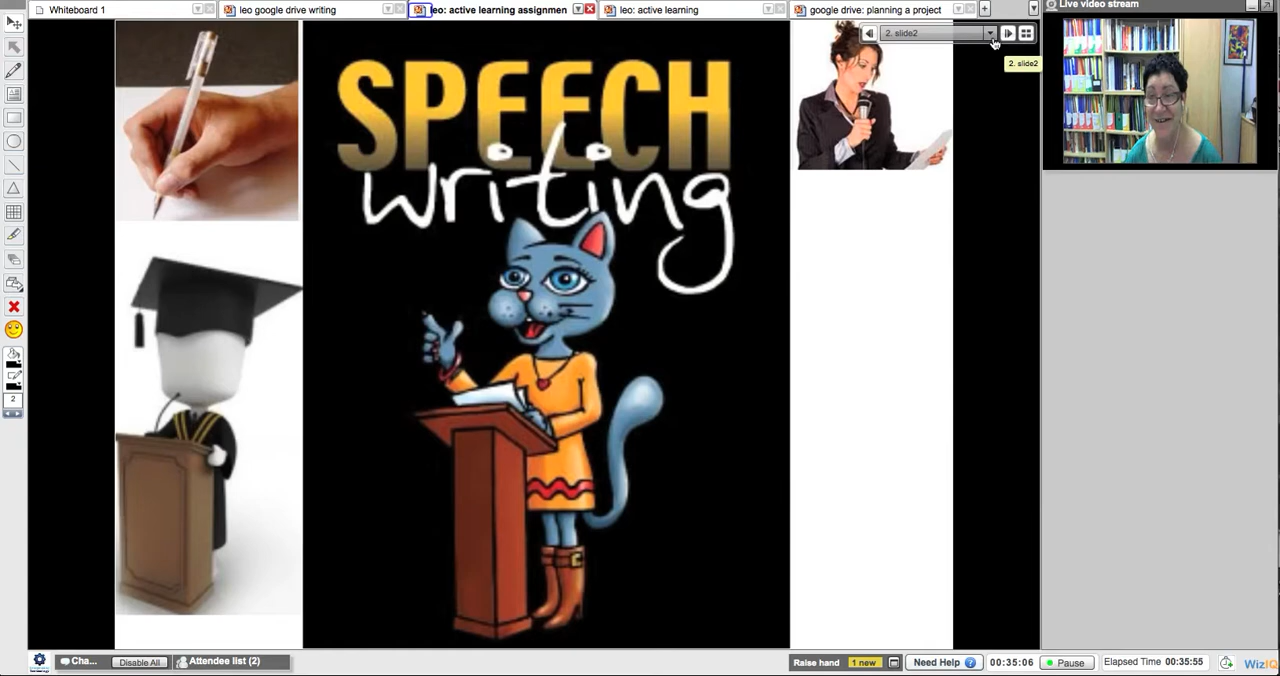 Whiteboard 1
leo google drive writing
leo: active learning assignmen
leo: active learning
google drive: planning a project
Live video stream
2. slide2
2. slide2
SPEECH
writing
2
Cha...
Disable All
Attendee list (2)
Raise hand
1 new
Need Help ?
00:35:06
Pause
Elapsed Time 00:35:55
WizIQ